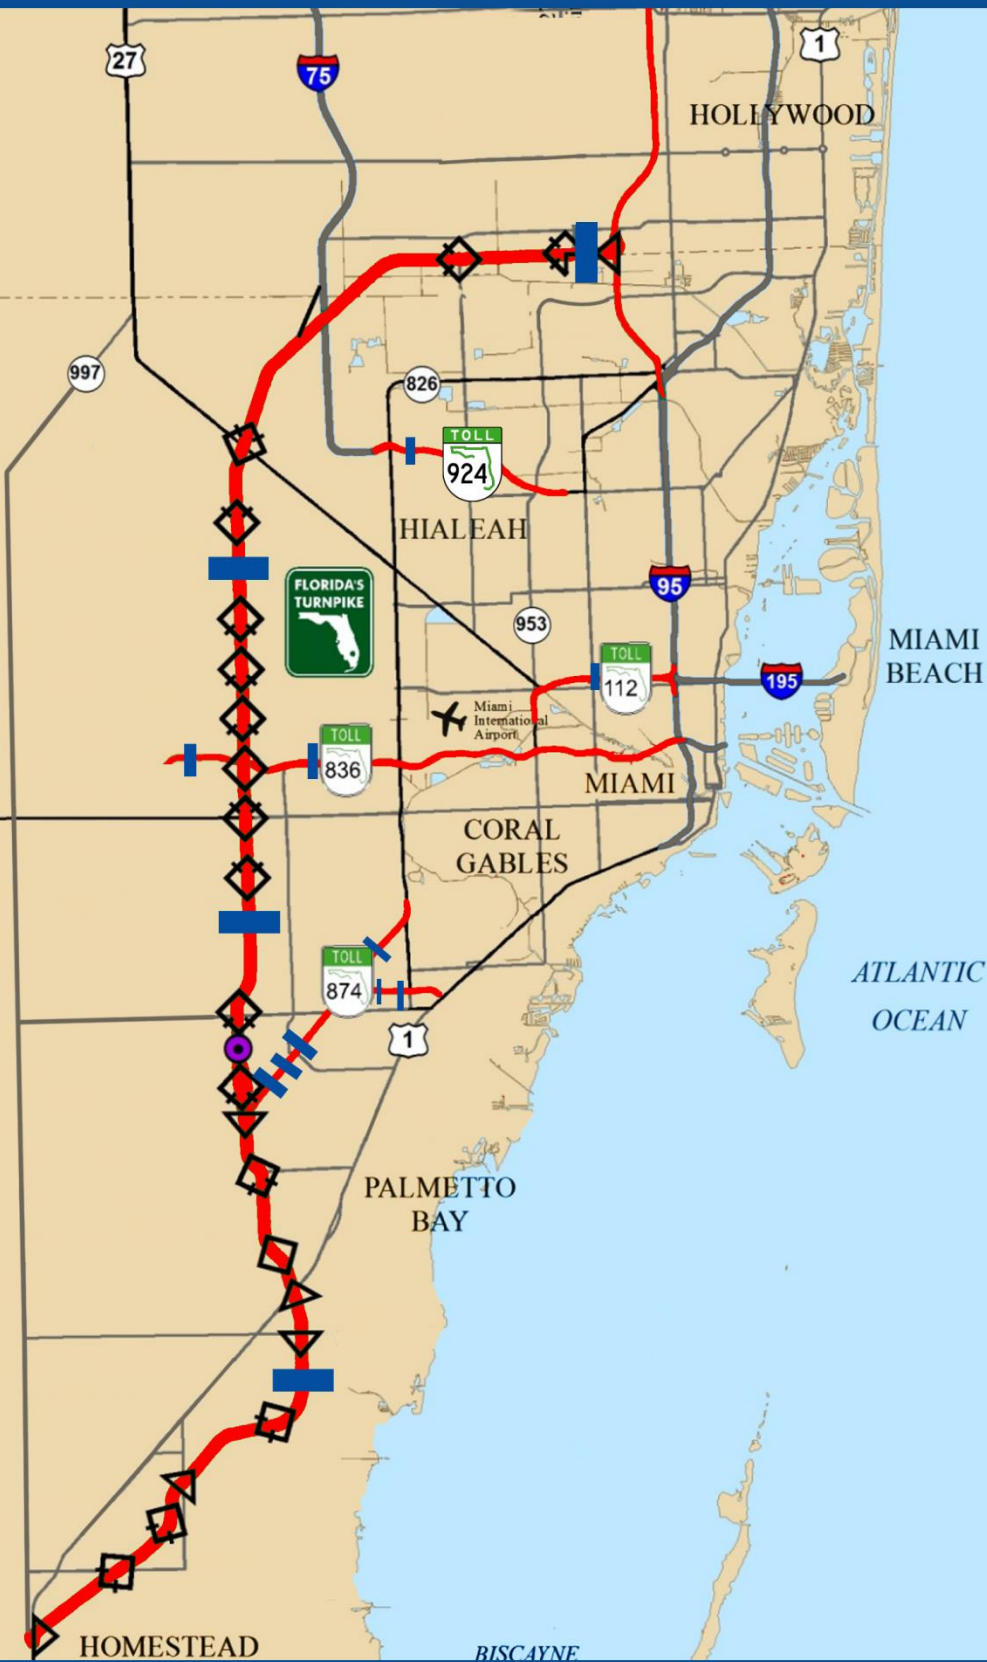 27
75
1
HOLLYWOOD
997
826
TOLL
924
HIALEAH
FLORIDA'S
TURNPIKE
95
953
MIAMI
BEACH
TOLL
112
195
Miami
International
Airport
TOLL
836
MIAMI
CORAL
GABLES
TOLL
874
ATLANTIC
OCEAN
1
PALMETTO
BAY
HOMESTEAD
BISCAYNE